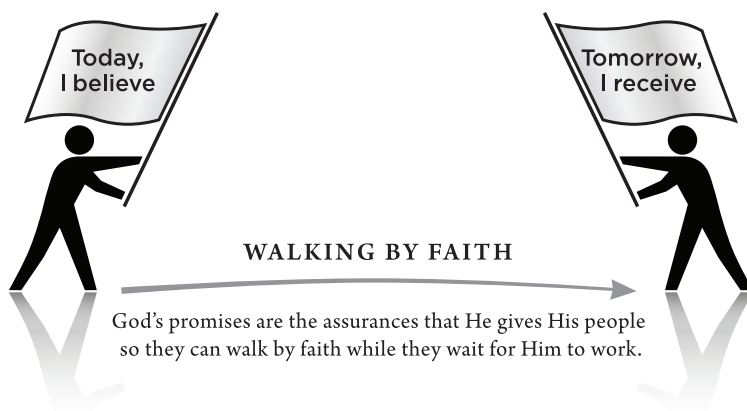 Today,
I believe
Tomorrow,
I receive
WALKING BY FAITH
God’s promises are the assurances that He gives His people
so they can walk by faith while they wait for Him to work.